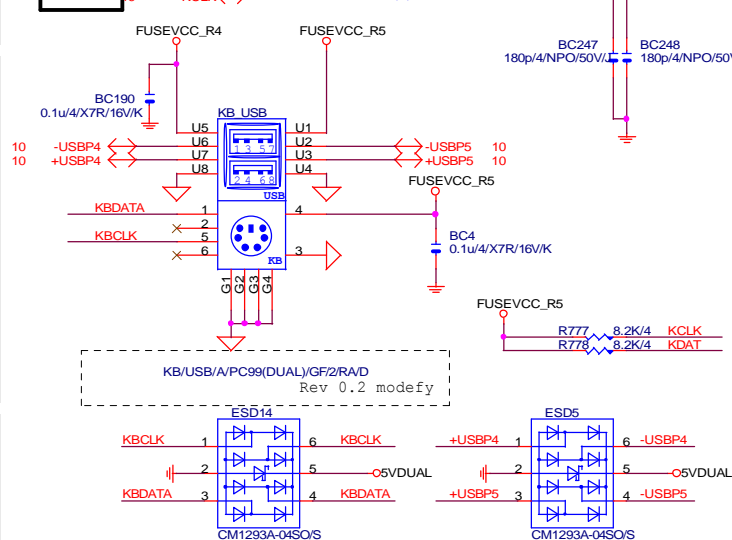 FUSEVCC_R4
FUSEVCC_R5
BC247
180p/4/NPO/50V/J
BC248
180p/4/NPO/50V
BC190
0.1u/4/X7R/16V/K
KB_USB
U5
U1
10
-USBP4
U6
U2
-USBP5
10
10
+USBP4
U7
U3
+USBP5
10
U8
U4
1 3 5 7
2 4 6 8
USB
FUSEVCC_R5
KBDATA
1
4
2
KBCLK
5
6
3
KB
BC4
0.1u/4/X7R/16V/K
G1
G2
G3
G4
FUSEVCC_R5
R777
8.2K/4
KCLK
R778
8.2K/4
KDAT
KB/USB/A/PC99(DUAL)/GF/2/RA/D
Rev 0.2 modefy
ESD14
KBCLK
1
6
KBCLK
2
5
5VDUAL
KBDATA
3
4
KBDATA
CM1293A-04SO/S
ESD5
+USBP4
1
6
-USBP4
2
5
5VDUAL
+USBP5
3
4
-USBP5
CM1293A-04SO/S